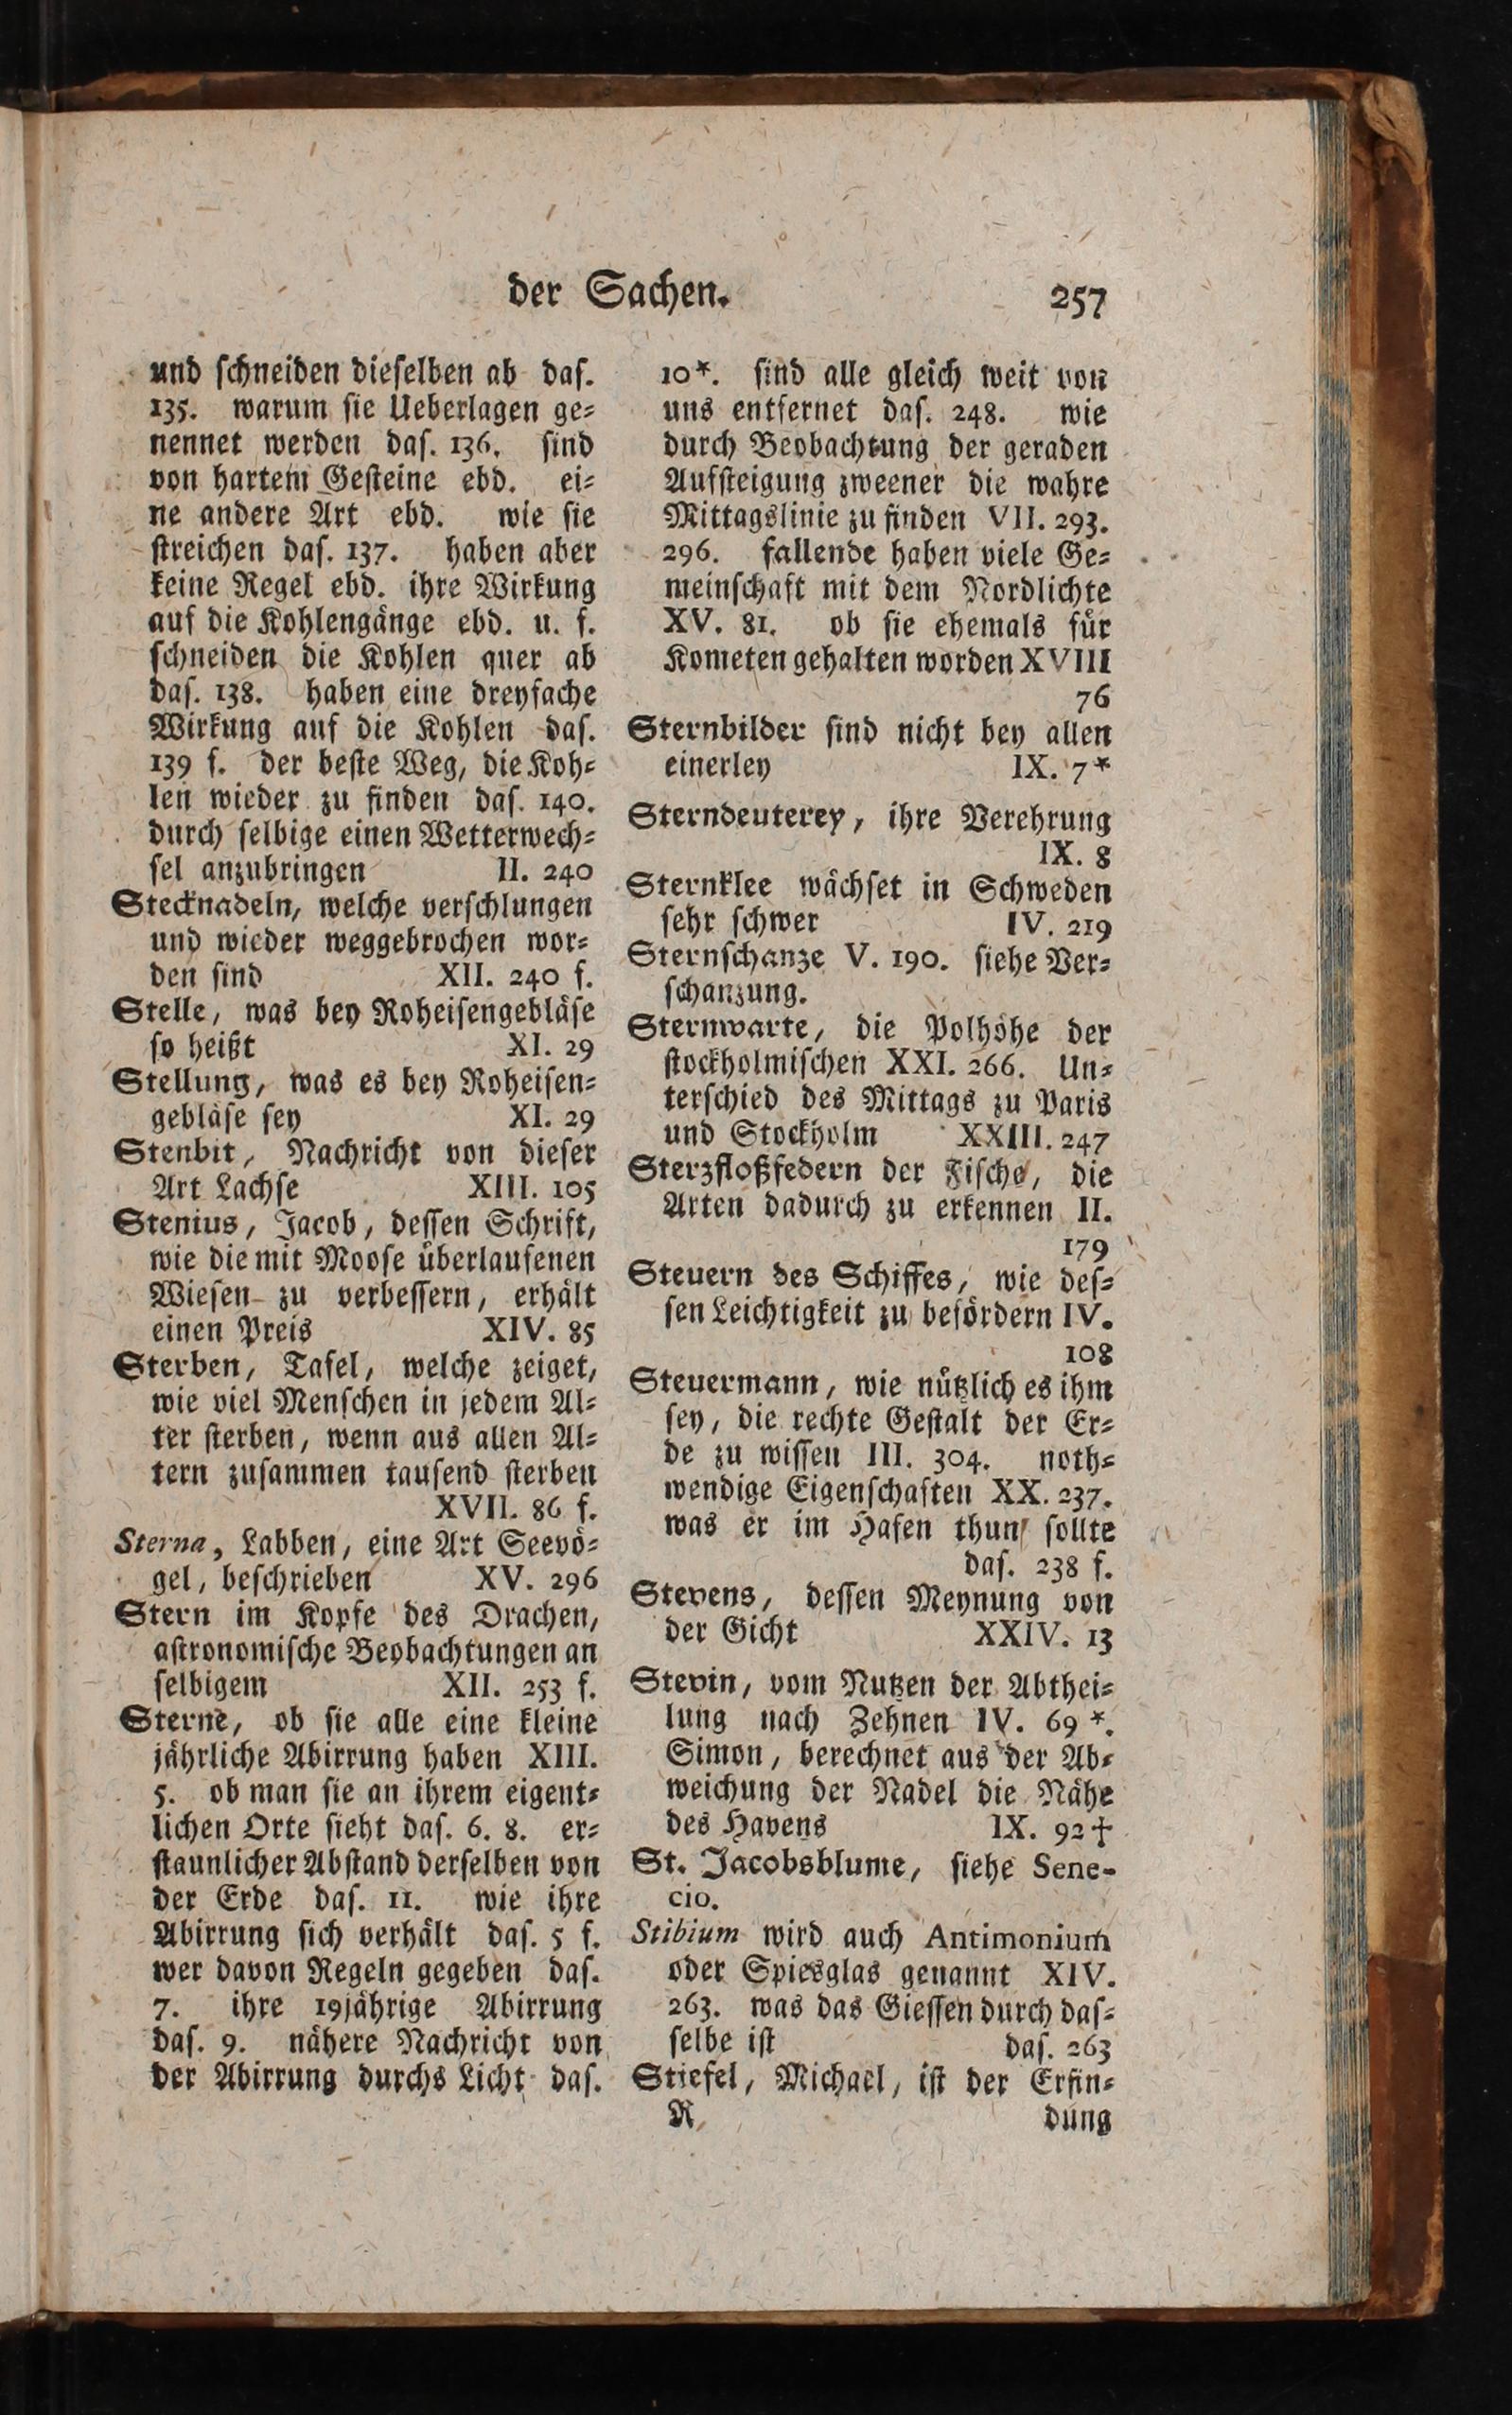 der Sachen.
257
und ſchneiden dieſelben ab daſ.
135. warum ſie Ueberlagen ge⸗
nennet werden daſ. 136. ſind
von hartem Geſteine ebd. ei⸗
ne andere Art ebd. wie ſie
ſtreichen daſ. 137. haben aber
keine Regel ebd. ihre Wirkung
auf die Kohlengänge ebd. u. f.
ſchneiden die Kohlen quer ab
daſ. 138. haben eine dreyfache
Wirkung auf die Kohlen daſ.
139 f. der beſte Weg, die Koh⸗
len wieder zu finden daſ. 140.
durch ſelbige einen Wetterwech⸗
ſel anzubringen II. 240
Stecknadeln, welche verſchlungen
und wieder weggebrochen wor⸗
den ſind XII. 240 f.
Stelle, was bey Roheiſengebläſe
ſo heißt XI. 29
Stellung, was es bey Roheiſen⸗
gebläſe ſey XI. 29
Stenbit, Nachricht von dieſer
Art Lachſe XIII. 105
Stenius, Jacob, deſſen Schrift,
wie die mit Mooſe überlaufenen
Wieſen zu verbeſſern, erhält
einen Preis XIV. 85
Sterben, Tafel, welche zeiget,
wie viel Menſchen in jedem Al⸗
ter ſterben, wenn aus allen Al⸗
tern zuſammen tauſend ſterben
XVII. 86 f.
Sterna, Labben, eine Art Seevö⸗
gel, beſchrieben XV. 296
Stern im Kopfe des Drachen,
aſtronomiſche Beobachtungen an
ſelbigem XII. 253 f.
Sterne, ob ſie alle eine kleine
jährliche Abirrung haben XIII.
5. ob man ſie an ihrem eigent⸗
lichen Orte ſieht daſ. 6. 8. er⸗
ſtaunlicher Abſtand derſelben von
der Erde daſ. 11. wie ihre
Abirrung ſich verhält daſ. 5 f.
wer davon Regeln gegeben daſ.
7. ihre 19jährige Abirrung
daſ. 9. nähere Nachricht von
der Abirrung durchs Licht daſ.
10*. ſind alle gleich weit von
uns entfernet daſ. 248. wie
durch Beobachtung der geraden
Aufſteigung zweener die wahre
Mittagslinie zu finden VII. 293.
296. fallende haben viele Ge⸗
meinſchaft mit dem Nordlichte
XV. 81. ob ſie ehemals für
Kometen gehalten worden XVIII
76
Sternbilder ſind nicht bey allen
einerley IX. 7*
Sterndeuterey, ihre Verehrung
IX. 8
Sternklee wächſet in Schweden
ſehr ſchwer IV. 219
Sternſchanze V. 190. ſiehe Ver⸗
ſchanzung.
Sternwarte, die Polhöhe der
ſtockholmiſchen XXI. 266. Un⸗
terſchied des Mittags zu Paris
und Stockholm XXIII. 247
Sterzfloßfedern der Fiſche, die
Arten dadurch zu erkennen II.
179
Steuern des Schiffes, wie deſ⸗
ſen Leichtigkeit zu befördern IV.
108
Steuermann, wie nützlich es ihm
ſey, die rechte Geſtalt der Er⸗
de zu wiſſen III. 304. noth⸗
wendige Eigenſchaften XX. 237.
was er im Hafen thun ſollte
daſ. 238 f.
Stevens, deſſen Meynung von
der Gicht XXIV. 13
Stevin, vom Nutzen der Abthei⸗
lung nach Zehnen IV. 69*.
Simon, berechnet aus der Ab⸗
weichung der Nadel die Nähe
des Havens IX. 92†
St. Jacobsblume, ſiehe Sene-
cio.
Stibium wird auch Antimonium
oder Spiesglas genannt XIV.
263. was das Gieſſen durch daſ⸗
ſelbe iſt daſ. 263
Stiefel, Michael, iſt der Erfin⸗
R dung